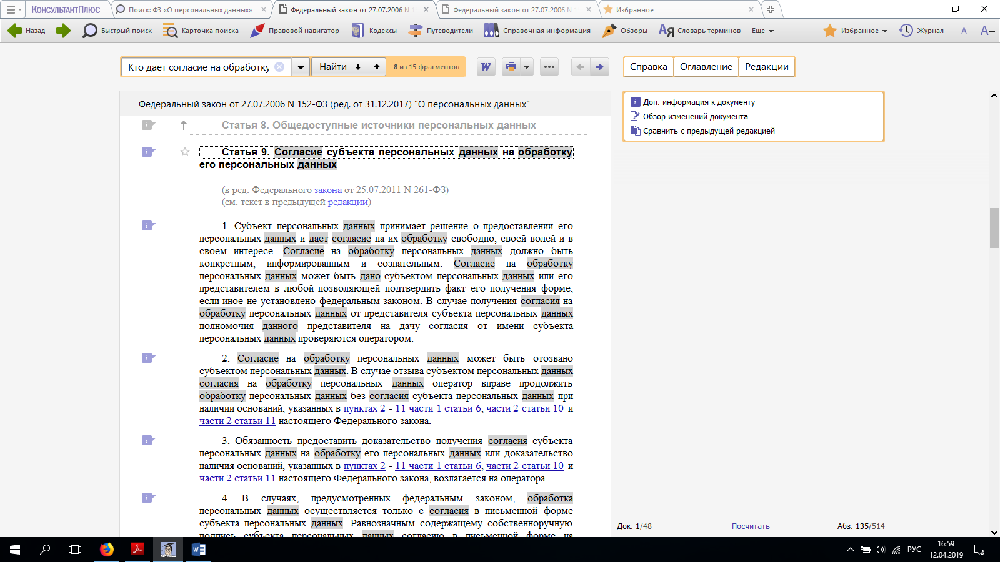 КОНСУЛЬТАНТПЛЮС
Поиск: ФЗ «О персональных данных»
Федеральный закон от 27.07.2006 N
Федеральный закон от 27.07.2006 N
Избранное
Назад Быстрый поиск Карточка поиска Правовой навигатор Кодексы Путеводители Справочная информация Обзоры Словарь терминов Еще Избранное Журнал А− А+
Кто дает согласие на обработку Найти 8 из 15 фрагментов
Справка Оглавление Редакции
Федеральный закон от 27.07.2006 N 152-ФЗ (ред. от 31.12.2017) "О персональных данных"
Доп. информация к документу
Обзор изменений документа
Сравнить с предыдущей редакцией
Статья 8. Общедоступные источники персональных данных
Статья 9. Согласие субъекта персональных данных на обработку
его персональных данных
(в ред. Федерального закона от 25.07.2011 N 261-ФЗ)
(см. текст в предыдущей редакции)
1. Субъект персональных данных принимает решение о предоставлении его
персональных данных и дает согласие на их обработку свободно, своей волей и в
своем интересе. Согласие на обработку персональных данных должно быть
конкретным, информированным и сознательным. Согласие на обработку
персональных данных может быть дано субъектом персональных данных или его
представителем в любой позволяющей подтвердить факт его получения форме,
если иное не установлено федеральным законом. В случае получения согласия на
обработку персональных данных от представителя субъекта персональных данных
полномочия данного представителя на дачу согласия от имени субъекта
персональных данных проверяются оператором.
2. Согласие на обработку персональных данных может быть отозвано
субъектом персональных данных. В случае отзыва субъектом персональных данных
согласия на обработку персональных данных оператор вправе продолжить
обработку персональных данных без согласия субъекта персональных данных при
наличии оснований, указанных в пунктах 2 - 11 части 1 статьи 6, части 2 статьи 10 и
части 2 статьи 11 настоящего Федерального закона.
3. Обязанность предоставить доказательство получения согласия субъекта
персональных данных на обработку его персональных данных или доказательство
наличия оснований, указанных в пунктах 2 - 11 части 1 статьи 6, части 2 статьи 10 и
части 2 статьи 11 настоящего Федерального закона, возлагается на оператора.
4. В случаях, предусмотренных федеральным законом, обработка
персональных данных осуществляется только с согласия в письменной форме
субъекта персональных данных. Равнозначным содержащему собственноручную
подпись субъекта персональных данных согласию в письменной форме на
Док. 1/48 Посчитать Абз. 135/514
РУС
16:59
12.04.2019